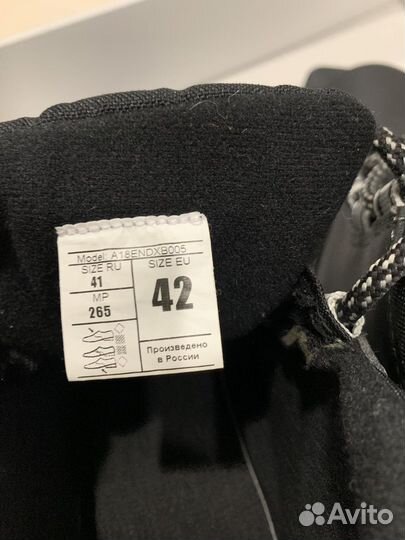 Model: A18ENDXB005
SIZE RU
SIZE EU
41
42
MP
265
Произведено
в России
Avito